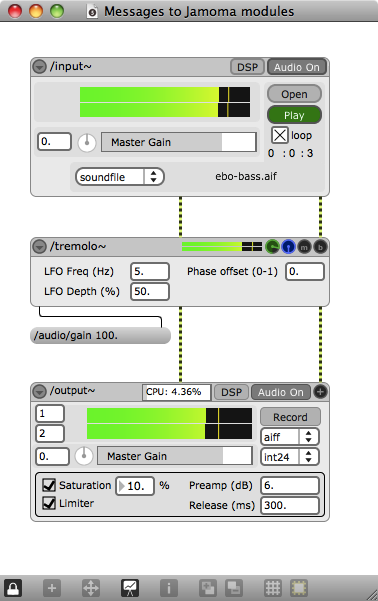 Messages to Jamoma modules
/input~ DSP Audio On
Open
Play
loop
0. Master Gain 0 : 0 : 3
soundfile ebo-bass.aif
/tremolo~ m b
LFO Freq (Hz) 5. Phase offset (0-1) 0.
LFO Depth (%) 50.
/audio/gain 100.
/output~ CPU: 4.36% DSP Audio On +
1 Record
2 aiff
0. Master Gain int24
Saturation 10. % Preamp (dB) 6.
Limiter Release (ms) 300.